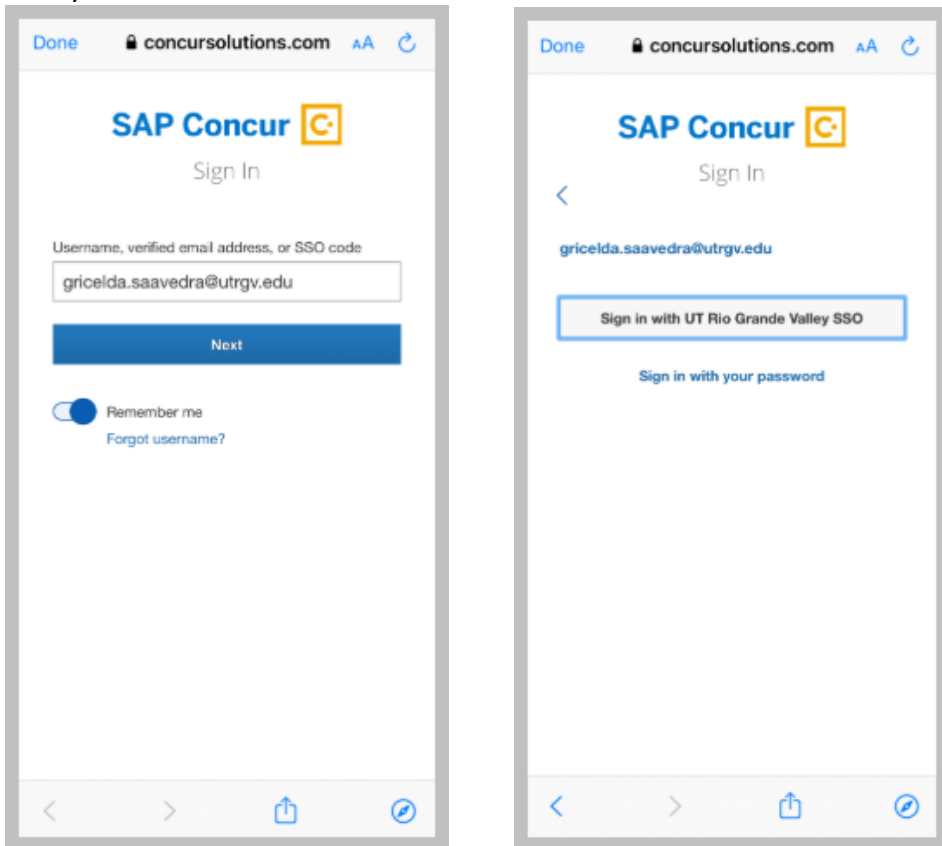 Done concursolutions.com AA
SAP Concur C
Sign In
Username, verified email address, or SSO code
gricelda.saavedra@utrgv.edu
Next
Remember me
Forgot username?
Done concursolutions.com AA
SAP Concur C
Sign In
gricelda.saavedra@utrgv.edu
Sign in with UT Rio Grande Valley SSO
Sign in with your password